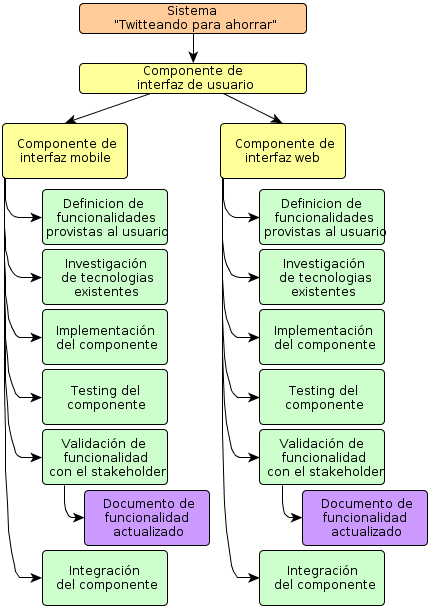 Sistema
"Twitteando para ahorrar"
Componente de
interfaz de usuario
Componente de
interfaz mobile
Definicion de
funcionalidades
provistas al usuario
Investigación
de tecnologias
existentes
Implementación
del componente
Testing del
componente
Validación de
funcionalidad
con el stakeholder
Documento de
funcionalidad
actualizado
Integración
del componente
Componente de
interfaz web
Definicion de
funcionalidades
provistas al usuario
Investigación
de tecnologias
existentes
Implementación
del componente
Testing del
componente
Validación de
funcionalidad
con el stakeholder
Documento de
funcionalidad
actualizado
Integración
del componente